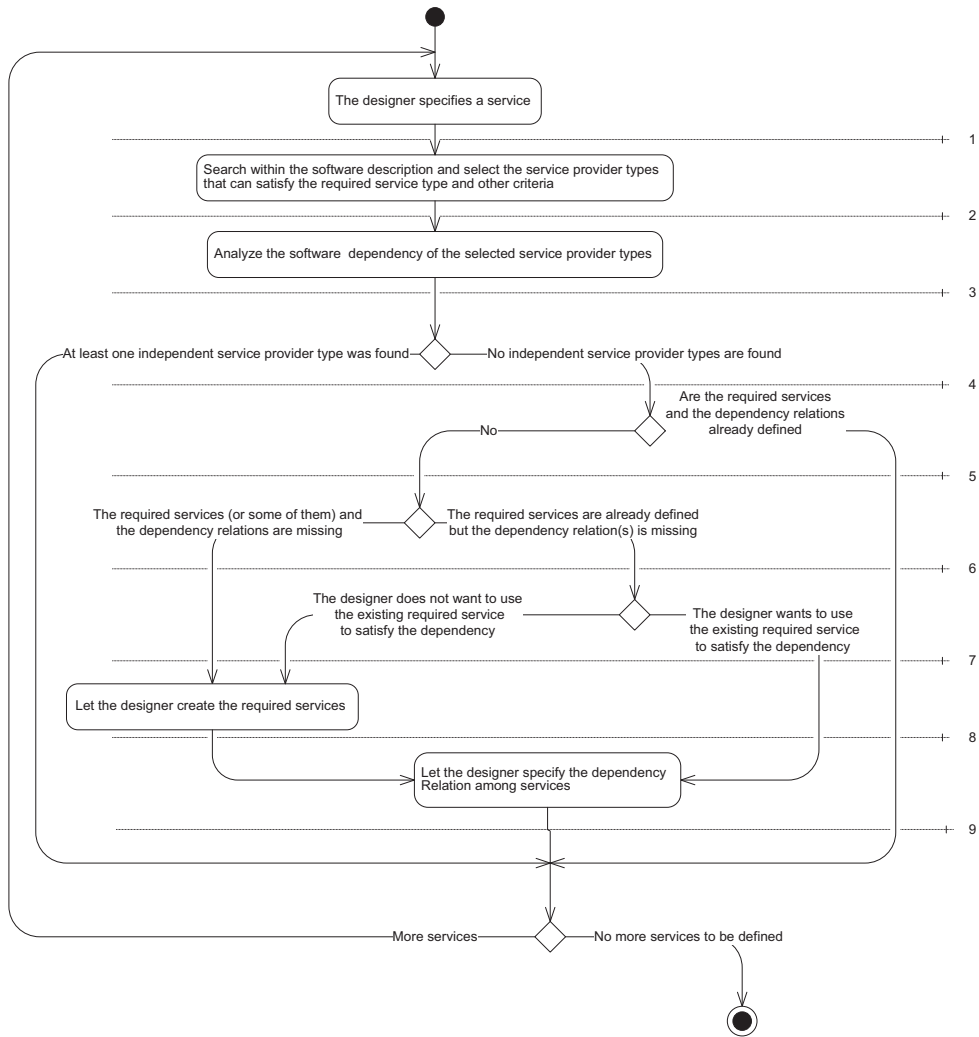 The designer specifies a service
1
Search within the software description and select the service provider types
that can satisfy the required service type and other criteria
2
Analyze the software dependency of the selected service provider types
3
At least one independent service provider type was found
No independent service provider types are found
4
Are the required services
and the dependency relations
already defined
No
5
The required services (or some of them) and
the dependency relations are missing
The required services are already defined
but the dependency relation(s) is missing
6
The designer does not want to use
the existing required service
to satisfy the dependency
The designer wants to use
the existing required service
to satisfy the dependency
7
Let the designer create the required services
8
Let the designer specify the dependency
Relation among services
9
More services
No more services to be defined